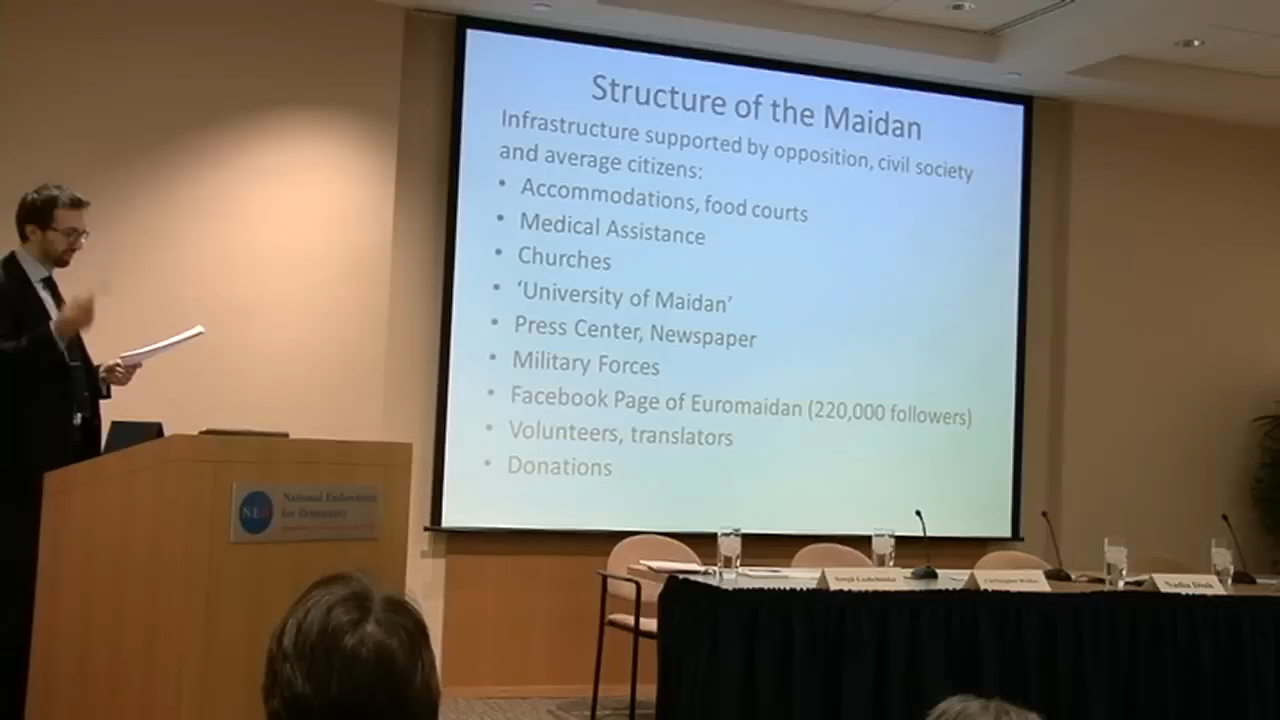 Structure of the Maidan
Infrastructure supported by opposition, civil society
and average citizens:
• Accommodations, food courts
• Medical Assistance
• Churches
• ‘University of Maidan’
• Press Center, Newspaper
• Military Forces
• Facebook Page of Euromaidan (220,000 followers)
• Volunteers, translators
• Donations
NED
National Endowment
for Democracy
Nadia Diuk